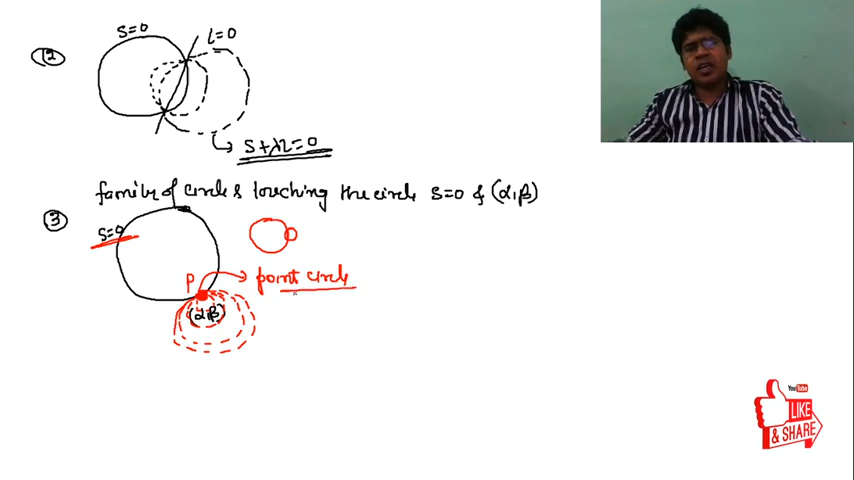 ② S=0 L=0
S+λL=0
family of circles touching the circle S=0 & (α,β)
③ S=0
P → point circle
(α,β)
YouTube
LIKE
& SHARE